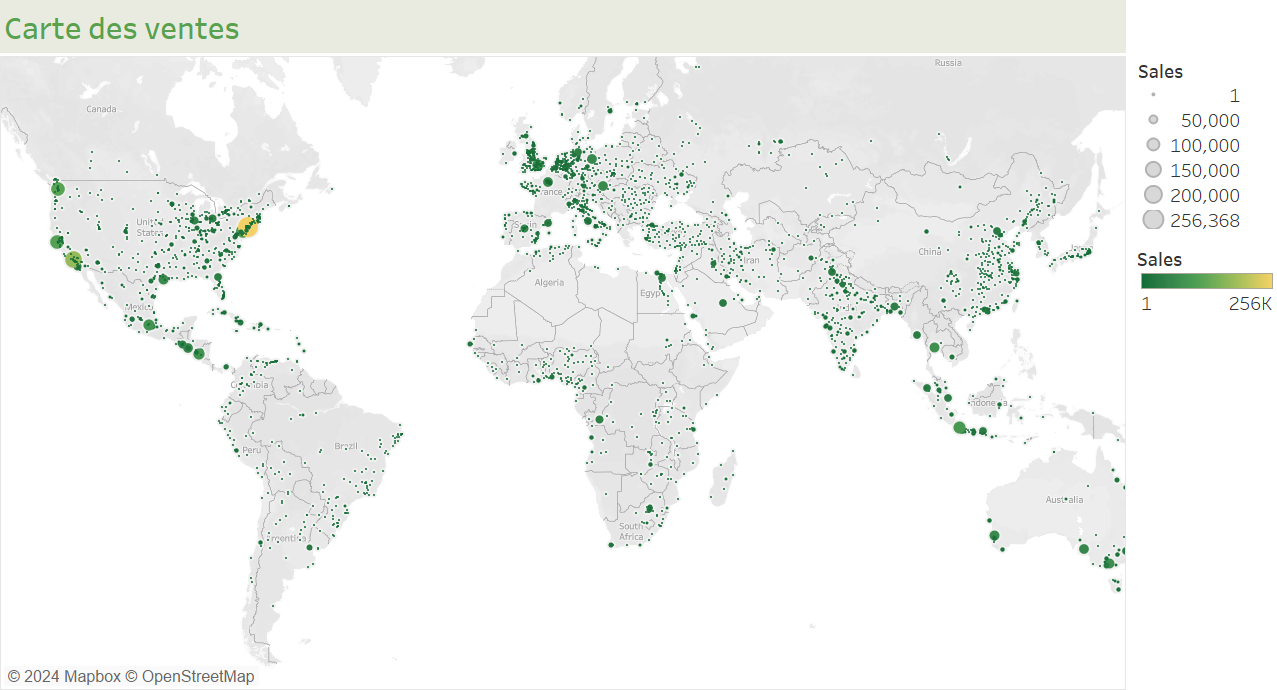 Carte des ventes
Russia
Canada
United
States
Mexico
France
Spain
Algeria
Egypt
Iran
China
Colombia
Peru
Brazil
Argentina
South
Africa
Indonesia
Australia
© 2024 Mapbox © OpenStreetMap
Sales
1
50,000
100,000
150,000
200,000
256,368
Sales
1 256K